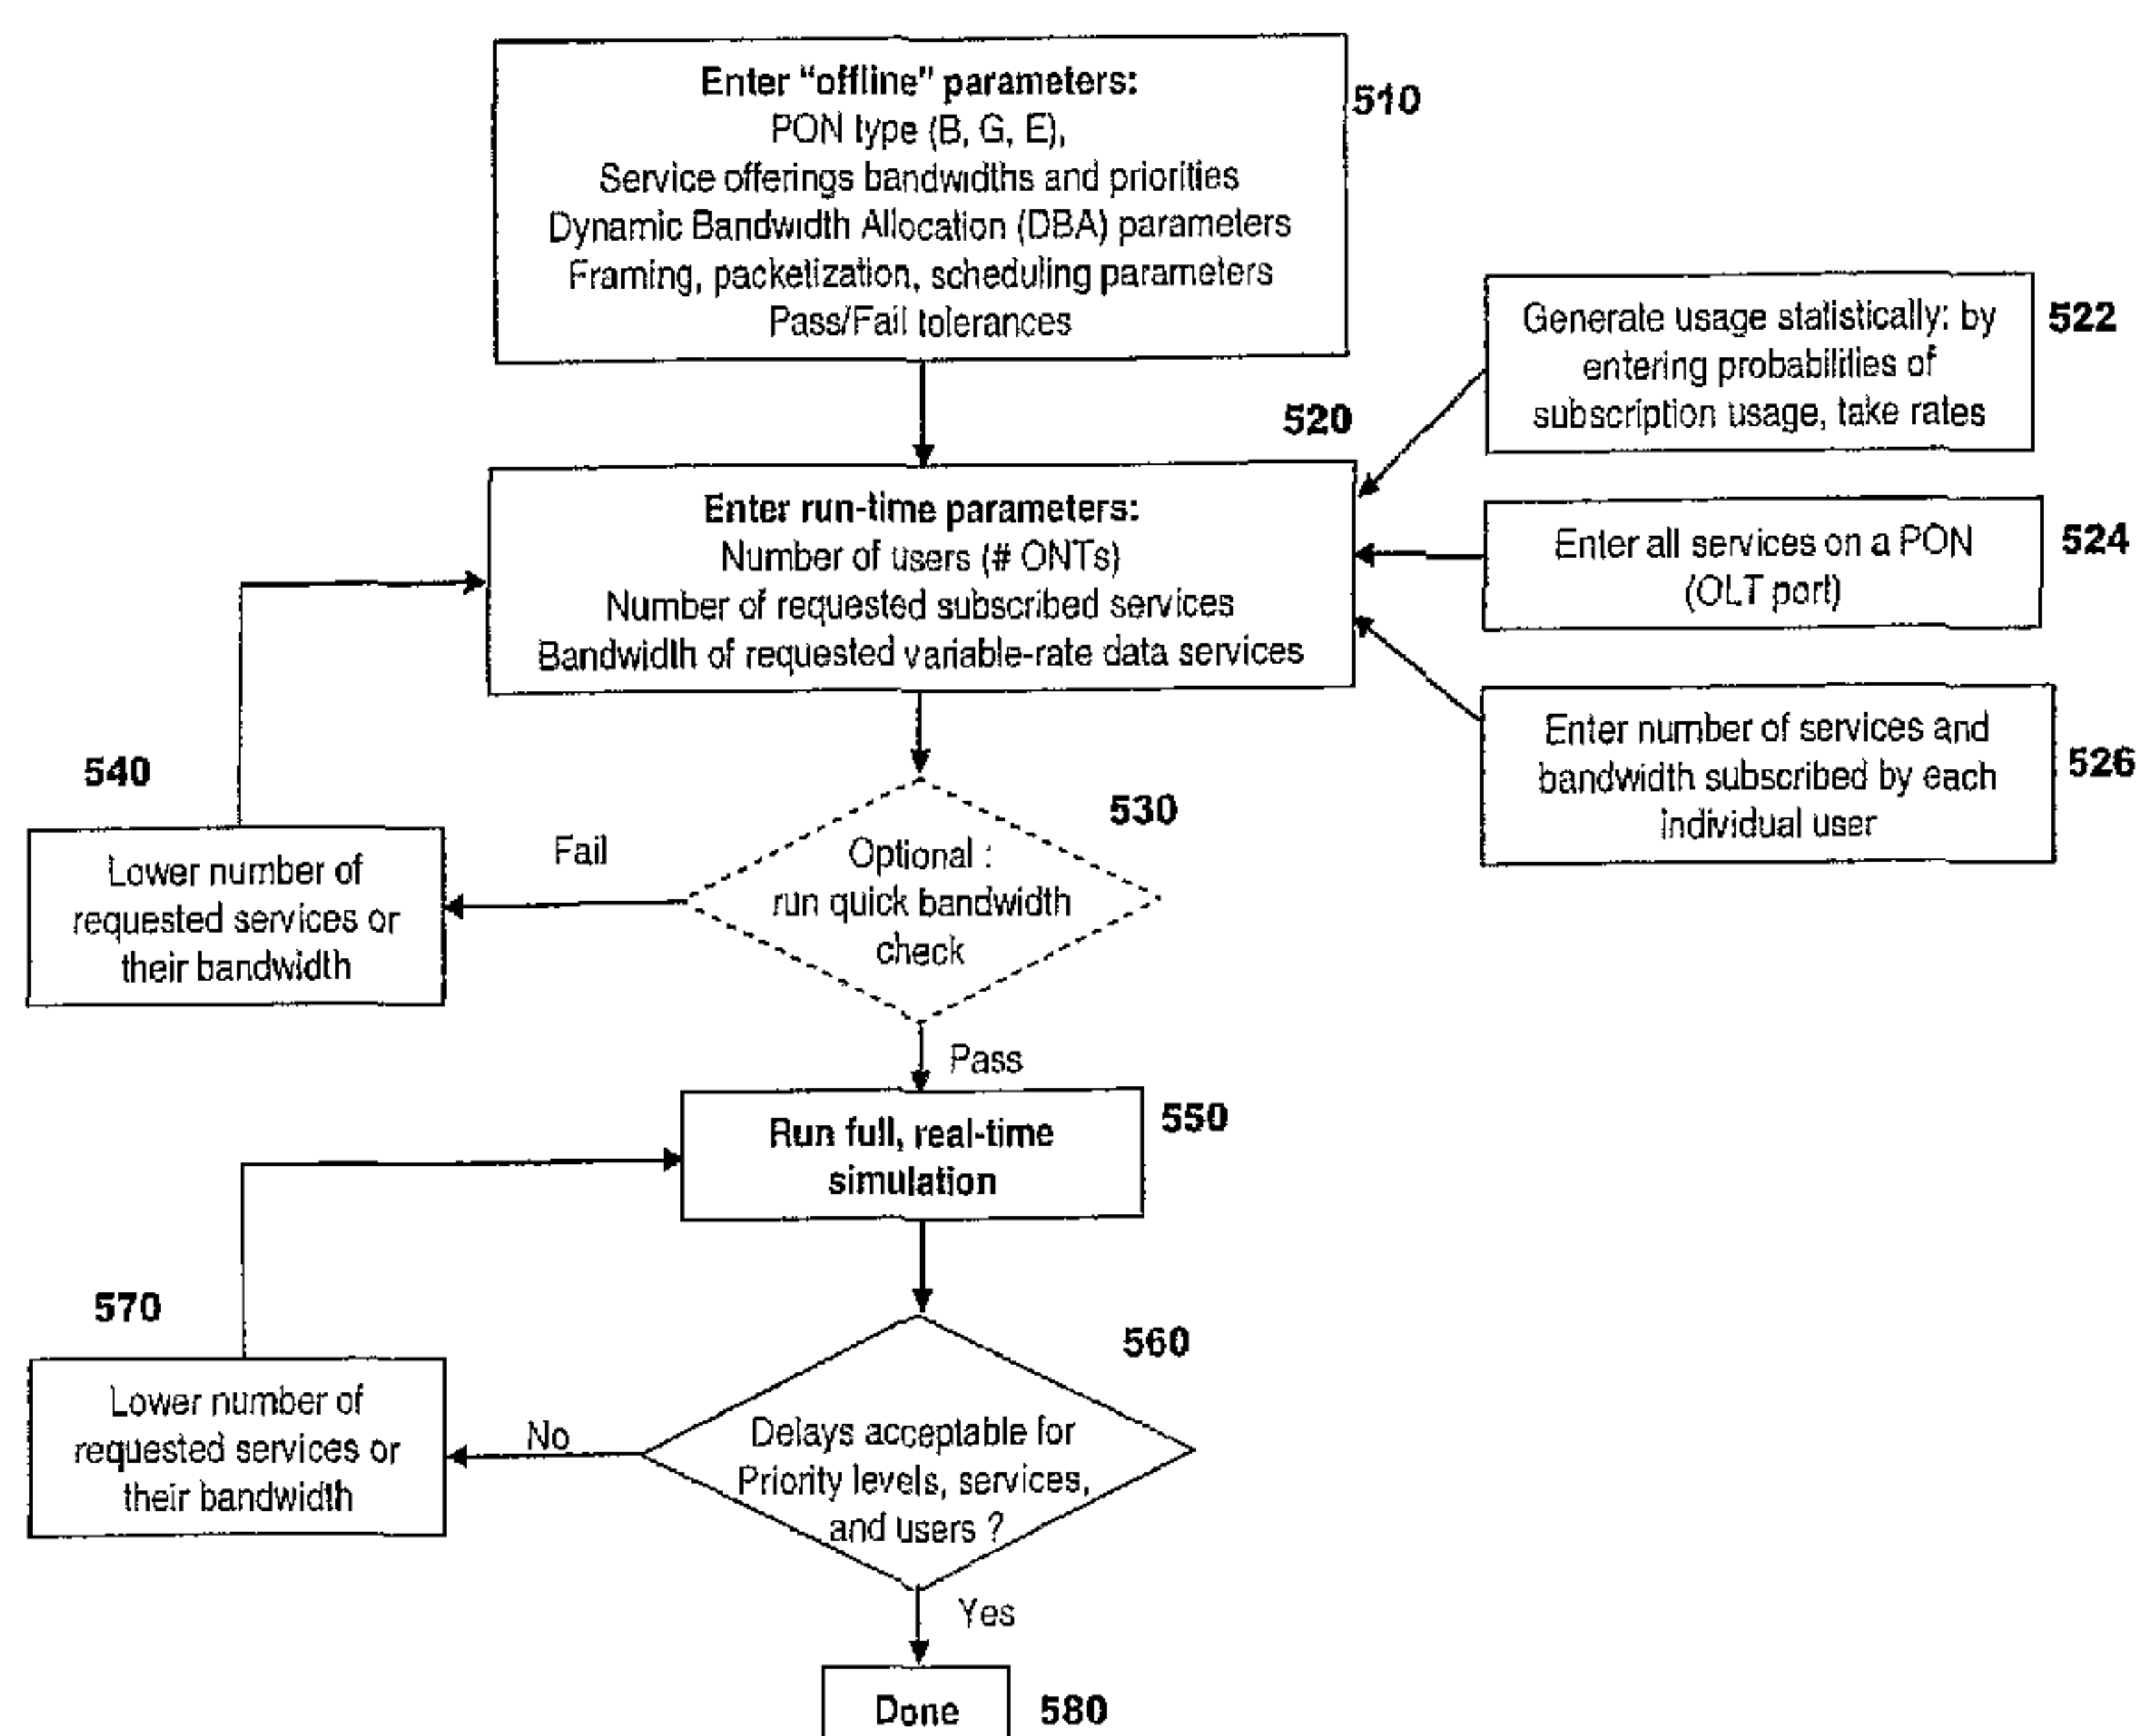 Enter "offline" parameters:
PON type (B, G, E),
Service offerings bandwidths and priorities
Dynamic Bandwidth Allocation (DBA) parameters
Framing, packetization, scheduling parameters
Pass/Fail tolerances
510
Generate usage statistically: by
entering probabilities of
subscription usage, take rates
522
520
Enter run-time parameters:
Number of users (# ONTs)
Number of requested subscribed services
Bandwidth of requested variable-rate data services
Enter all services on a PON
(OLT port)
524
Enter number of services and
bandwidth subscribed by each
individual user
526
540
Lower number of
requested services or
their bandwidth
Fail
530
Optional :
run quick bandwidth
check
Pass
Run full, real-time
simulation
550
570
Lower number of
requested services or
their bandwidth
No
560
Delays acceptable for
Priority levels, services,
and users ?
Yes
Done
580